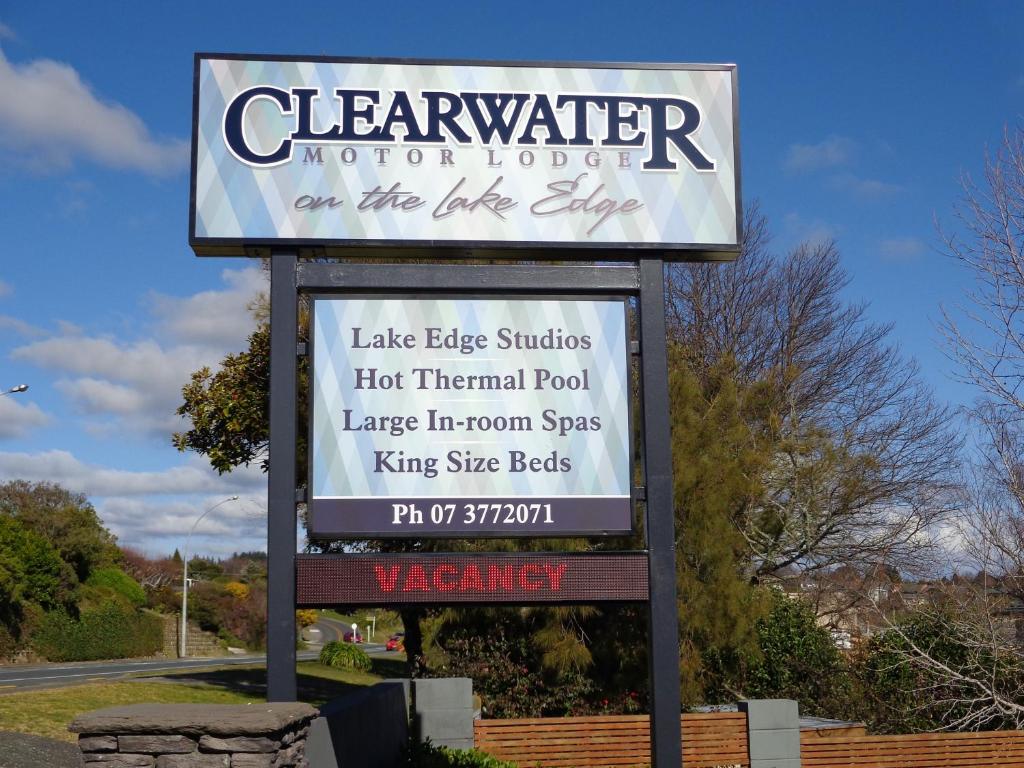 CLEARWATER
MOTOR LODGE
on the Lake Edge
Lake Edge Studios
Hot Thermal Pool
Large In-room Spas
King Size Beds
Ph 07 3772071
VACANCY